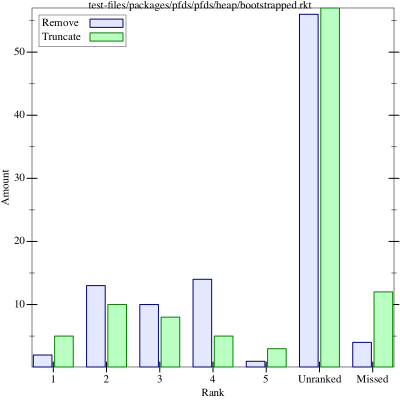 test-files/packages/pfds/pfds/heap/bootstrapped.rkt
Remove
Truncate
50
40
30
20
10
Amount
1 2 3 4 5 Unranked Missed
Rank